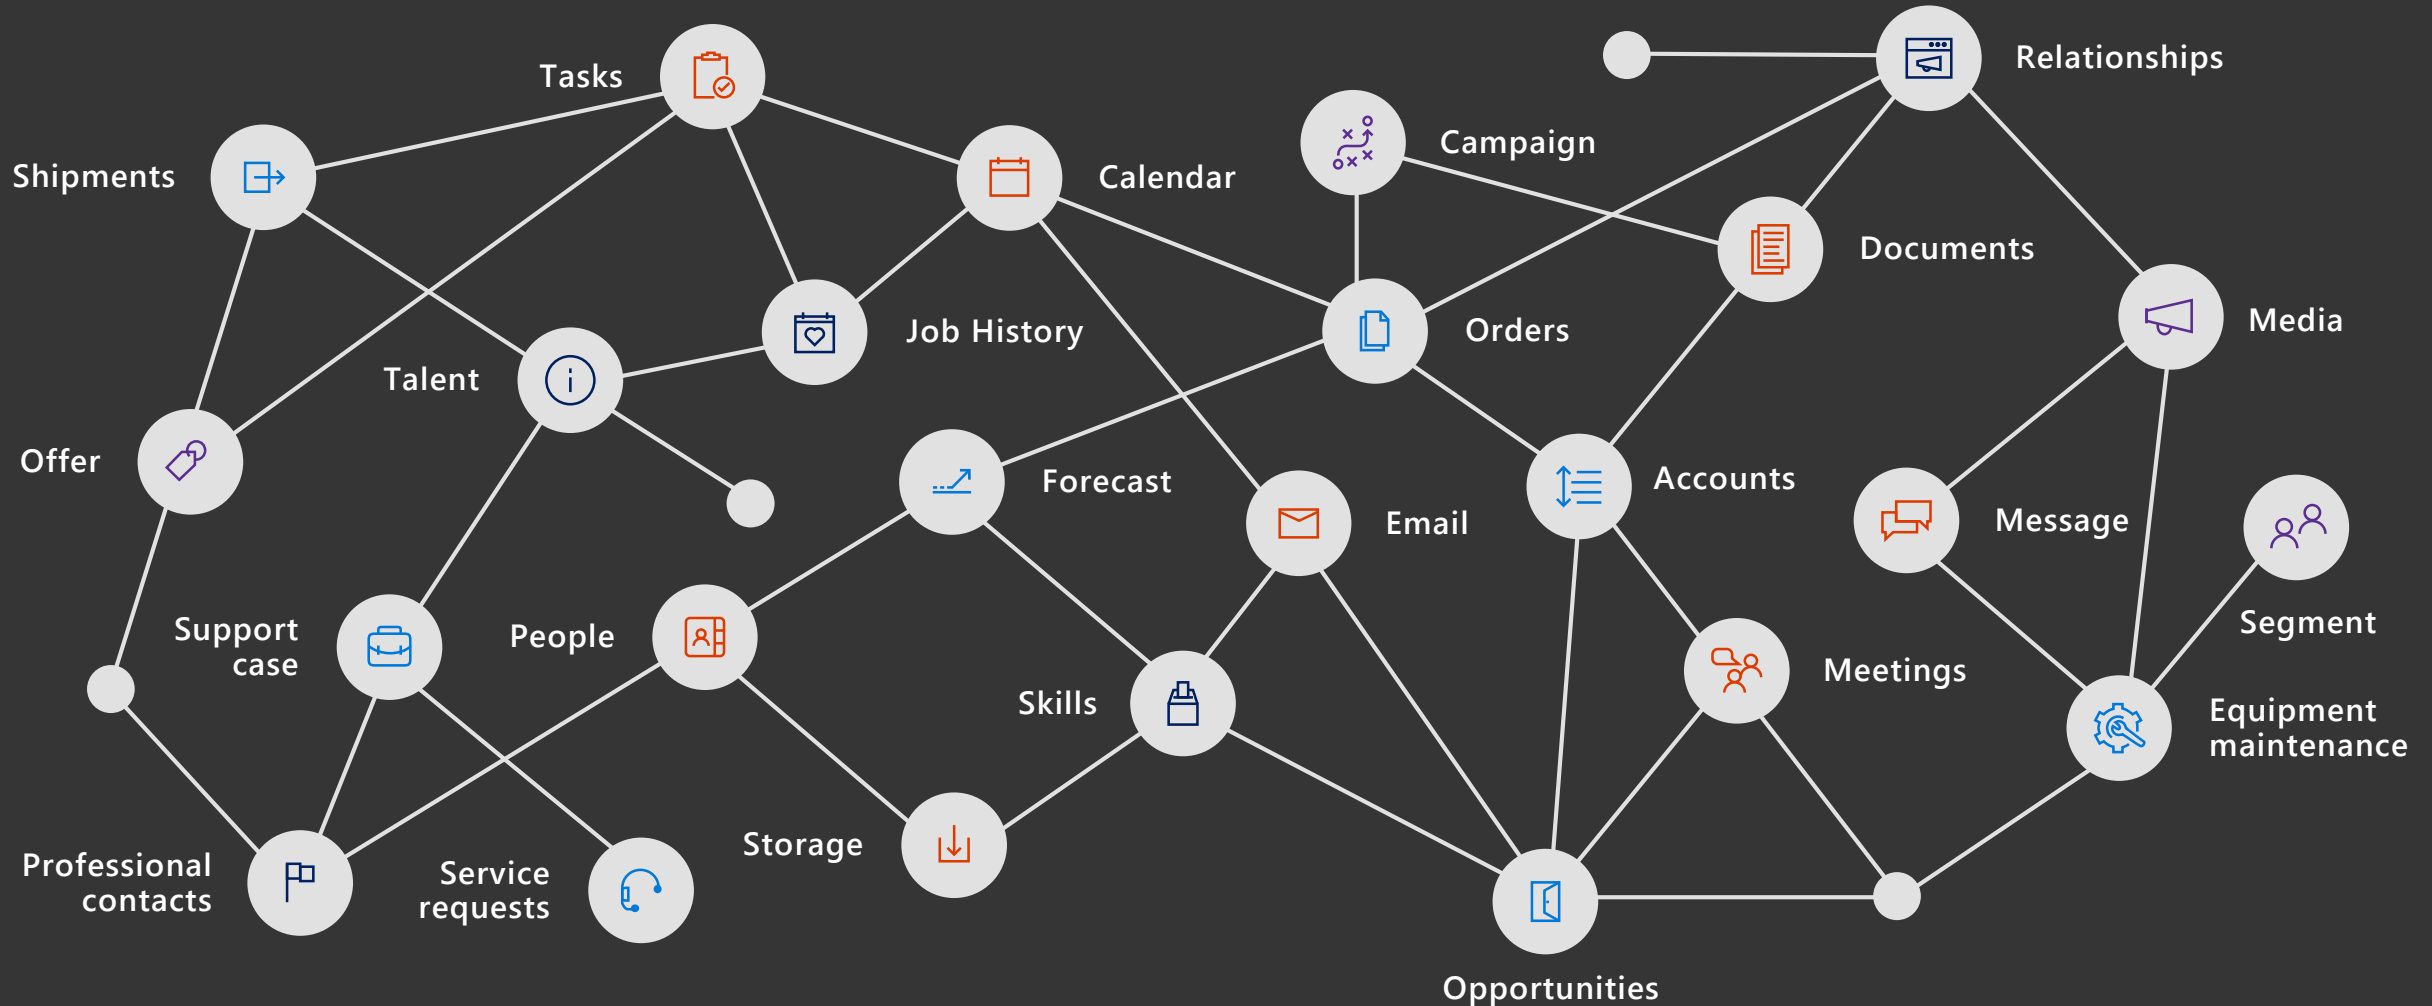 Tasks
Relationships
Campaign
Shipments
Calendar
Documents
Media
Job History
Orders
Talent
Offer
Forecast
Accounts
Email
Message
Segment
Support
case
People
Meetings
Skills
Equipment
maintenance
Storage
Professional
contacts
Service
requests
Opportunities